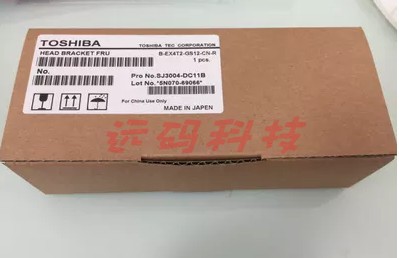 TOSHIBA
TOSHIBA TEC CORPORATION
HEAD BRACKET FRU
B-EX4T2-GS12-CN-R
1 pcs.
No.
Pro No.SJ3004-DC11B
Lot No.*5N070-69066*
For China Use Only
MADE IN JAPAN
远码科技